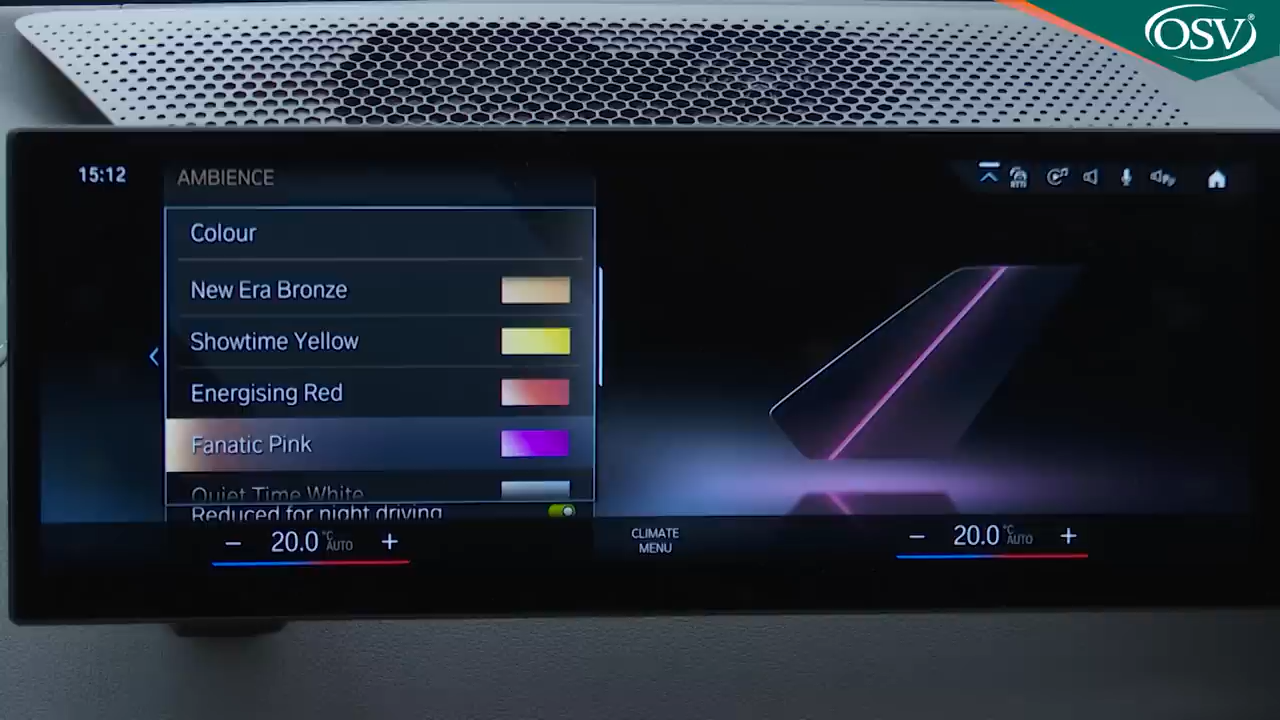 OSV®
15:12
AMBIENCE
RTTI
Colour
New Era Bronze
Showtime Yellow
Energising Red
Fanatic Pink
Quiet Time White
Reduced for night driving
- 20.0 °C AUTO +
CLIMATE
MENU
- 20.0 °C AUTO +